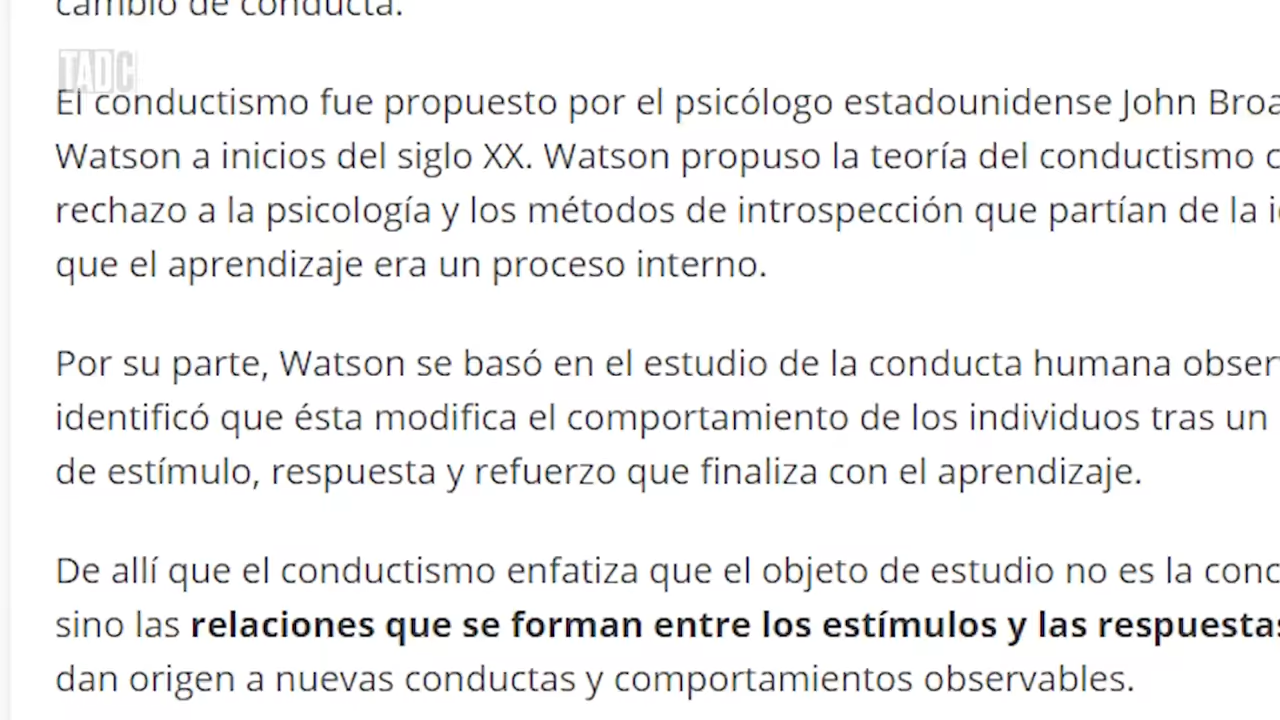 cambio de conducta.
TADC
El conductismo fue propuesto por el psicólogo estadounidense John Broa
Watson a inicios del siglo XX. Watson propuso la teoría del conductismo c
rechazo a la psicología y los métodos de introspección que partían de la i
que el aprendizaje era un proceso interno.
Por su parte, Watson se basó en el estudio de la conducta humana obser
identificó que ésta modifica el comportamiento de los individuos tras un
de estímulo, respuesta y refuerzo que finaliza con el aprendizaje.
De allí que el conductismo enfatiza que el objeto de estudio no es la conc
sino las relaciones que se forman entre los estímulos y las respuestas
dan origen a nuevas conductas y comportamientos observables.